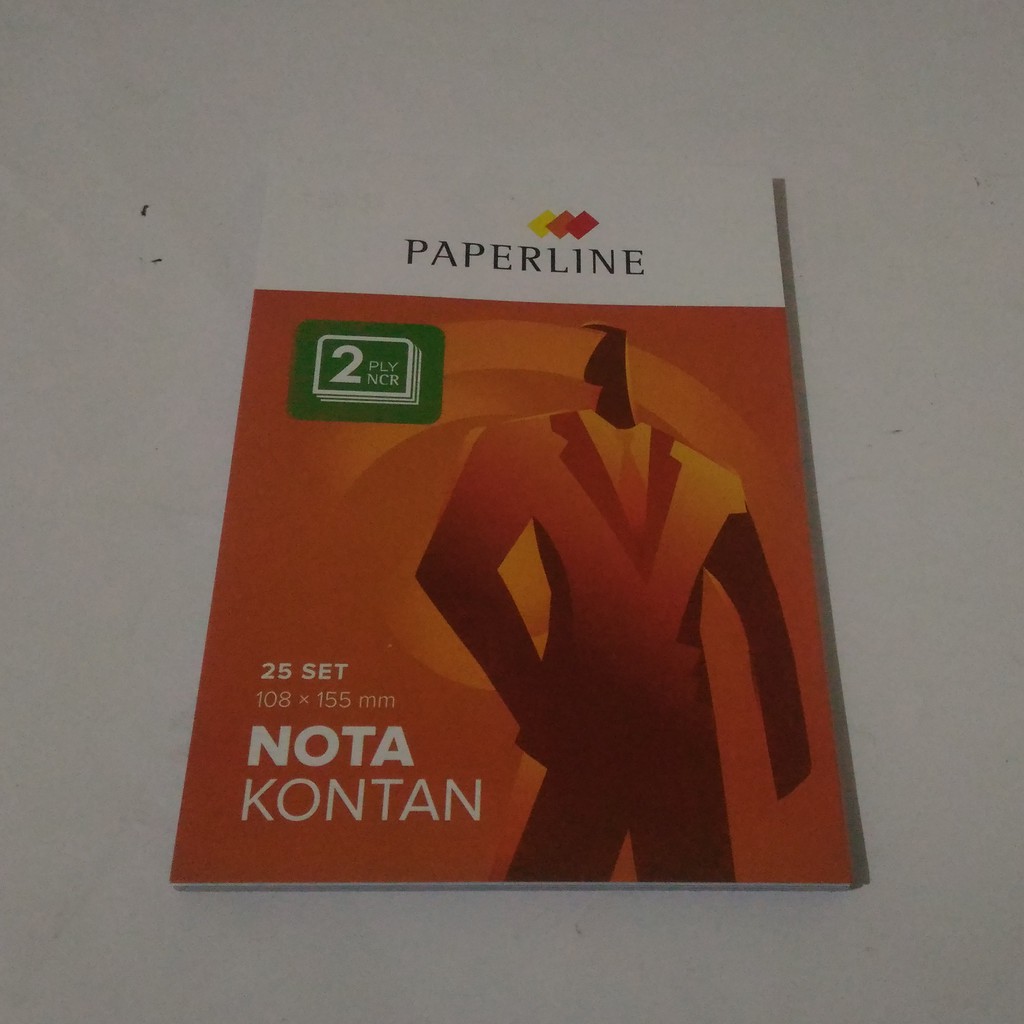 PAPERLINE
2 PLY
NCR
25 SET
108 × 155 mm
NOTA
KONTAN